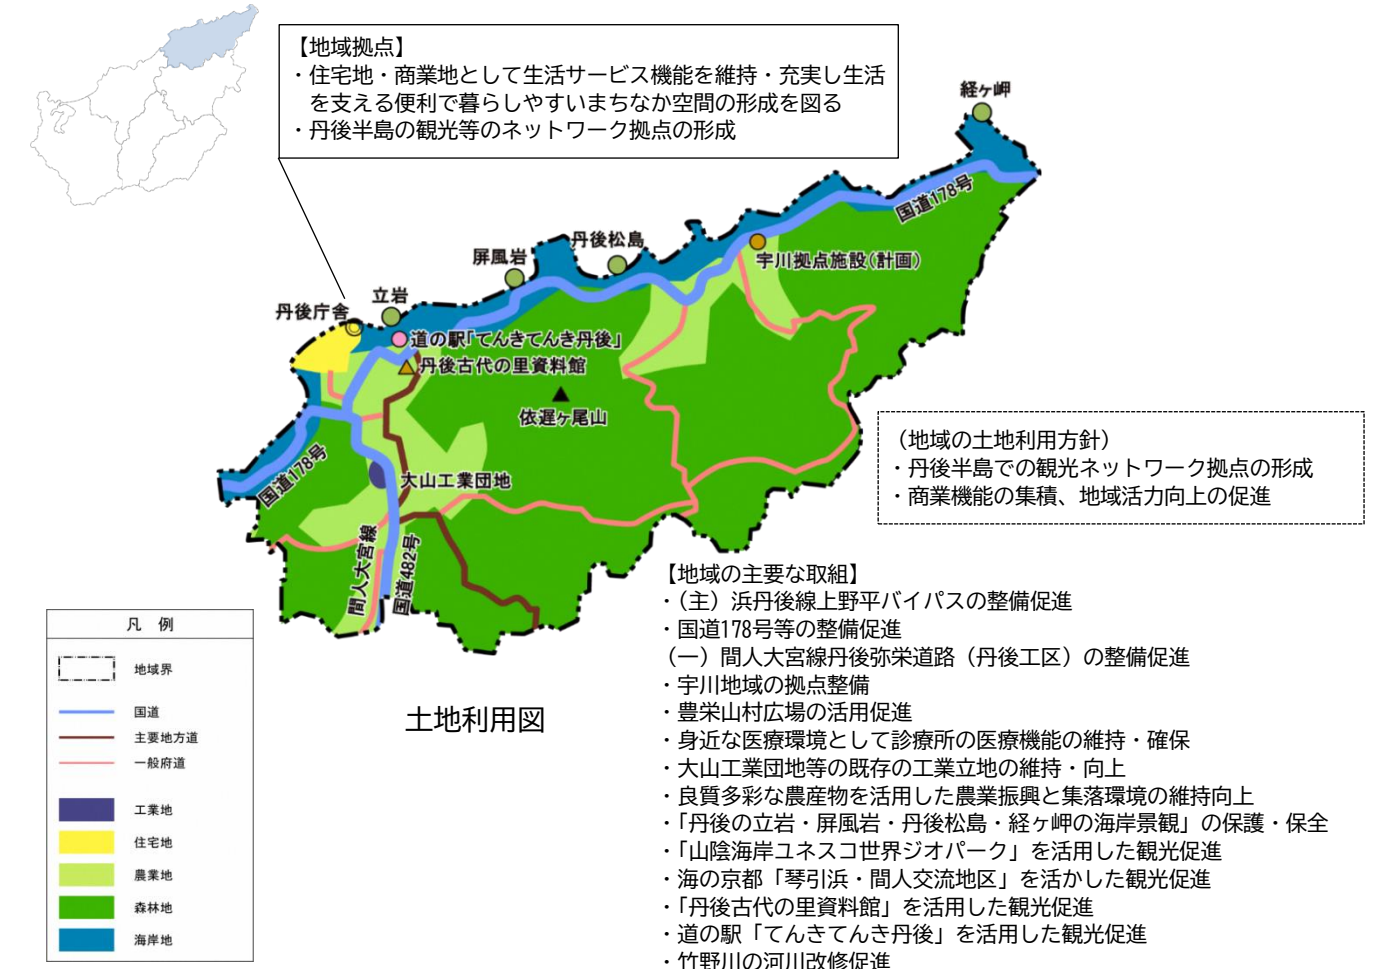 【地域拠点】
・住宅地・商業地として生活サービス機能を維持・充実し生活
を支える便利で暮らしやすいまちなか空間の形成を図る
・丹後半島の観光等のネットワーク拠点の形成
経ヶ岬
国道178号
丹後松島
屏風岩
宇川拠点施設(計画)
立岩
丹後庁舎
道の駅「てんきてんき丹後」
丹後古代の里資料館
依遅ヶ尾山
国道178号
大山工業団地
間人大宮線
国道482号
(地域の土地利用方針)
・丹後半島での観光ネットワーク拠点の形成
・商業機能の集積、地域活力向上の促進
【地域の主要な取組】
・(主)浜丹後線上野平バイパスの整備促進
・国道178号等の整備促進
(一)間人大宮線丹後弥栄道路(丹後工区)の整備促進
・宇川地域の拠点整備
・豊栄山村広場の活用促進
・身近な医療環境として診療所の医療機能の維持・確保
・大山工業団地等の既存の工業立地の維持・向上
・良質多彩な農産物を活用した農業振興と集落環境の維持向上
・「丹後の立岩・屏風岩・丹後松島・経ヶ岬の海岸景観」の保護・保全
・「山陰海岸ユネスコ世界ジオパーク」を活用した観光促進
・海の京都「琴引浜・間人交流地区」を活かした観光促進
・「丹後古代の里資料館」を活用した観光促進
・道の駅「てんきてんき丹後」を活用した観光促進
・竹野川の河川改修促進
土地利用図
凡 例
地域界
国道
主要地方道
一般府道
工業地
住宅地
農業地
森林地
海岸地